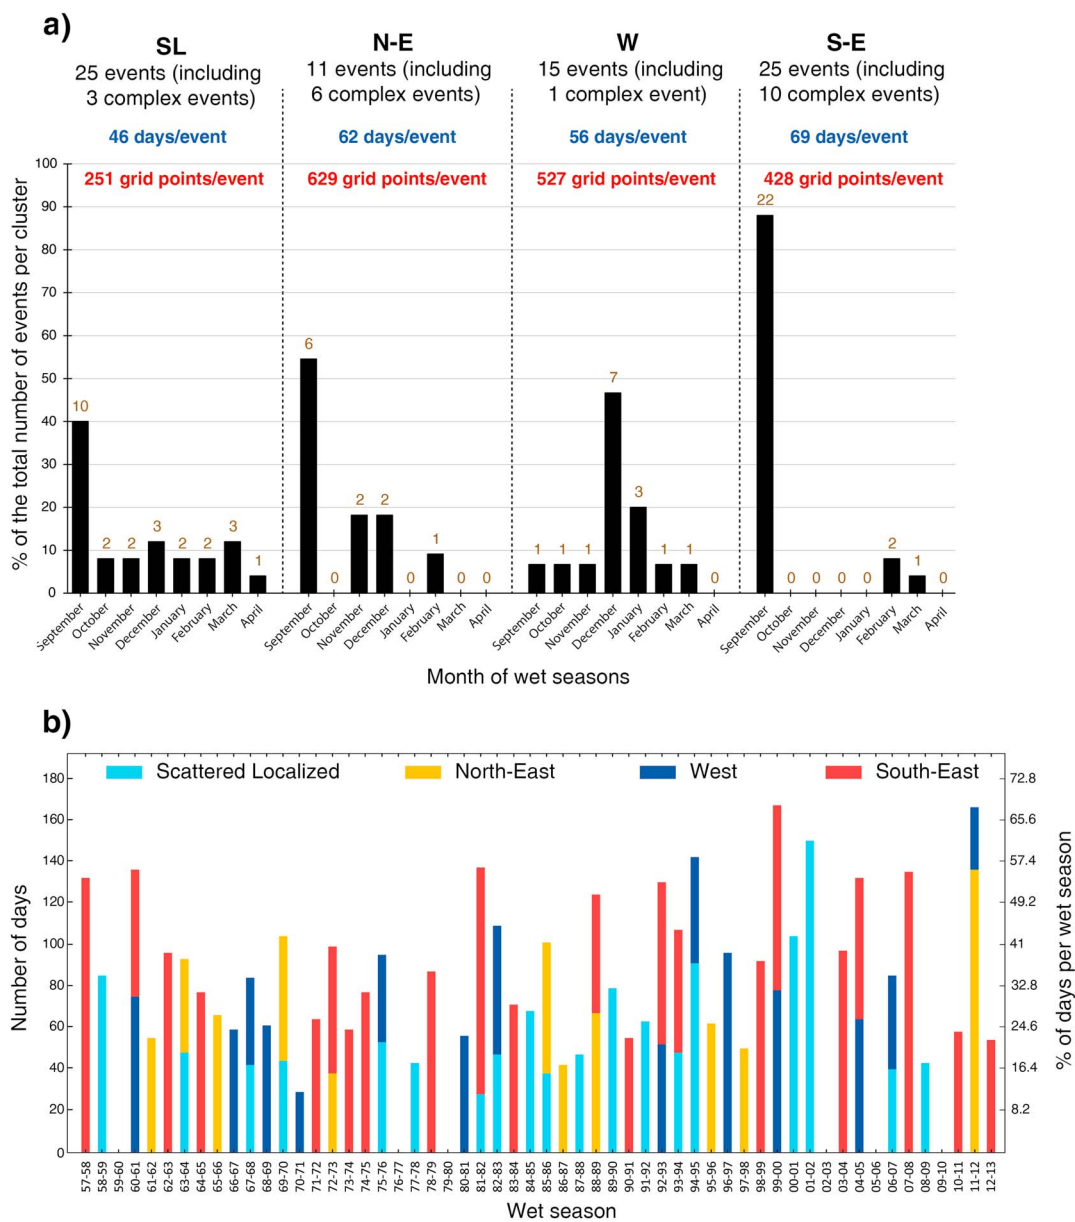 a)
SL
N-E
W
S-E
25 events (including
3 complex events)
11 events (including
6 complex events)
15 events (including
1 complex event)
25 events (including
10 complex events)
46 days/event
62 days/event
56 days/event
69 days/event
251 grid points/event
629 grid points/event
527 grid points/event
428 grid points/event
% of the total number of events per cluster
100
90
80
70
60
50
40
30
20
10
0
10 2 2 3 2 2 3 1
6 0 2 2 0 1 0 0
1 1 1 7 3 1 1 0
22 0 0 0 0 2 1 0
September October November December January February March April
September October November December January February March April
September October November December January February March April
September October November December January February March April
Month of wet seasons
b)
Scattered Localized
North-East
West
South-East
Number of days
180
160
140
120
100
80
60
40
20
0
72.8
65.6
57.4
49.2
41
32.8
24.6
16.4
8.2
% of days per wet season
57-58 58-59 59-60 60-61 61-62 62-63 63-64 64-65 65-66 66-67 67-68 68-69 69-70 70-71 71-72 72-73 73-74 74-75 75-76 76-77 77-78 78-79 79-80 80-81 81-82 82-83 83-84 84-85 85-86 86-87 87-88 88-89 89-90 90-91 91-92 92-93 93-94 94-95 95-96 96-97 97-98 98-99 99-00 00-01 01-02 02-03 03-04 04-05 05-06 06-07 07-08 08-09 09-10 10-11 11-12 12-13
Wet season